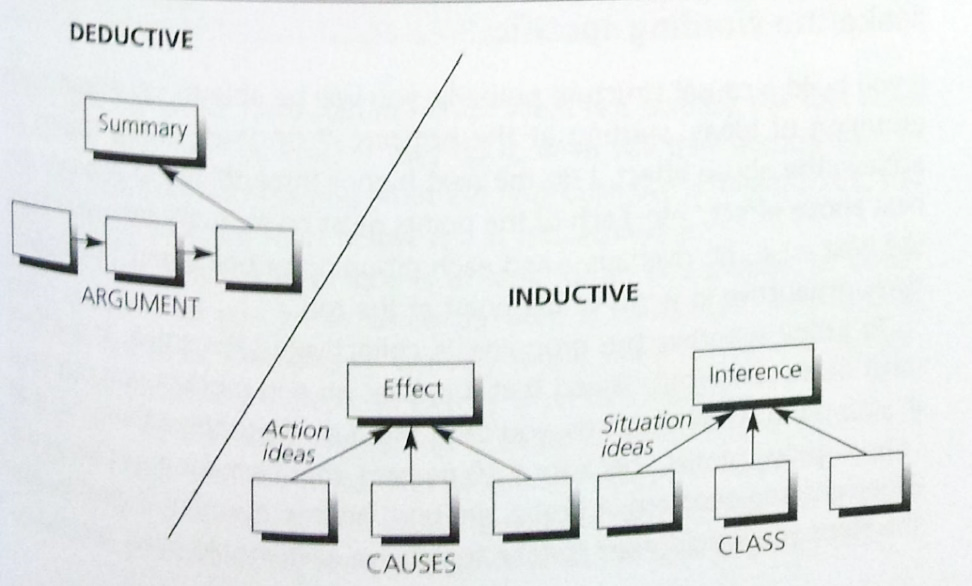 DEDUCTIVE
Summary
ARGUMENT
INDUCTIVE
Effect
Action
ideas
CAUSES
Inference
Situation
ideas
CLASS